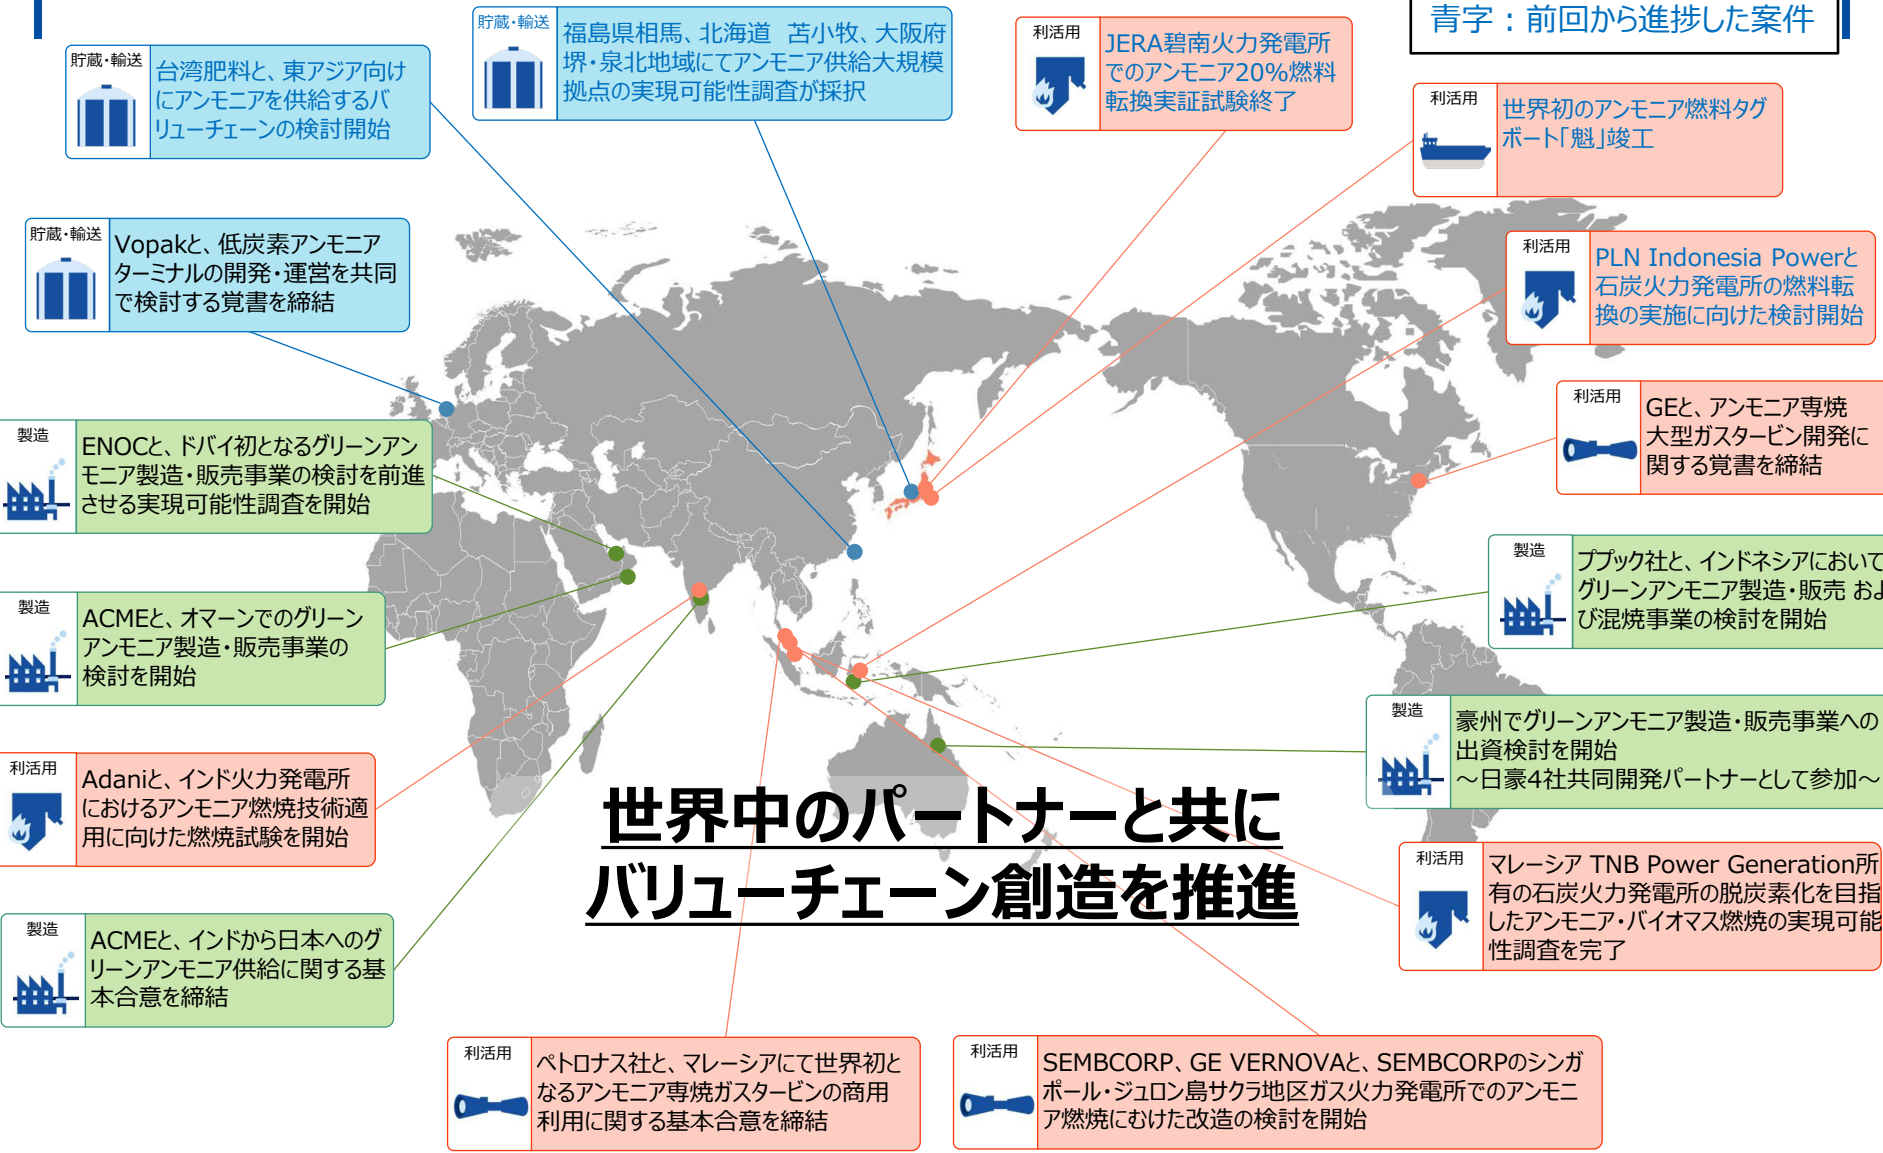 青字：前回から進捗した案件
貯蔵・輸送
台湾肥料と、東アジア向け
にアンモニアを供給するバ
リューチェーンの検討開始
貯蔵・輸送
福島県相馬、北海道 苫小牧、大阪府
堺・泉北地域にてアンモニア供給大規模
拠点の実現可能性調査が採択
利活用
JERA碧南火力発電所
でのアンモニア20%燃料
転換実証試験終了
利活用
世界初のアンモニア燃料タグ
ボート「魁」竣工
貯蔵・輸送
Vopakと、低炭素アンモニア
ターミナルの開発・運営を共同
で検討する覚書を締結
利活用
PLN Indonesia Powerと
石炭火力発電所の燃料転
換の実施に向けた検討開始
利活用
GEと、アンモニア専焼
大型ガスタービン開発に
関する覚書を締結
製造
ENOCと、ドバイ初となるグリーンアン
モニア製造・販売事業の検討を前進
させる実現可能性調査を開始
製造
ププック社と、インドネシアにおいて
グリーンアンモニア製造・販売 およ
び混焼事業の検討を開始
製造
ACMEと、オマーンでのグリーン
アンモニア製造・販売事業の
検討を開始
製造
豪州でグリーンアンモニア製造・販売事業への
出資検討を開始
～日豪4社共同開発パートナーとして参加～
利活用
Adaniと、インド火力発電所
におけるアンモニア燃焼技術適
用に向けた燃焼試験を開始
世界中のパートナーと共に
バリューチェーン創造を推進
利活用
マレーシア TNB Power Generation所
有の石炭火力発電所の脱炭素化を目指
したアンモニア・バイオマス燃焼の実現可能
性調査を完了
製造
ACMEと、インドから日本へのグ
リーンアンモニア供給に関する基
本合意を締結
利活用
ペトロナス社と、マレーシアにて世界初と
なるアンモニア専焼ガスタービンの商用
利用に関する基本合意を締結
利活用
SEMBCORP、GE VERNOVAと、SEMBCORPのシンガ
ポール・ジュロン島サクラ地区ガス火力発電所でのアンモニ
ア燃焼にむけた改造の検討を開始